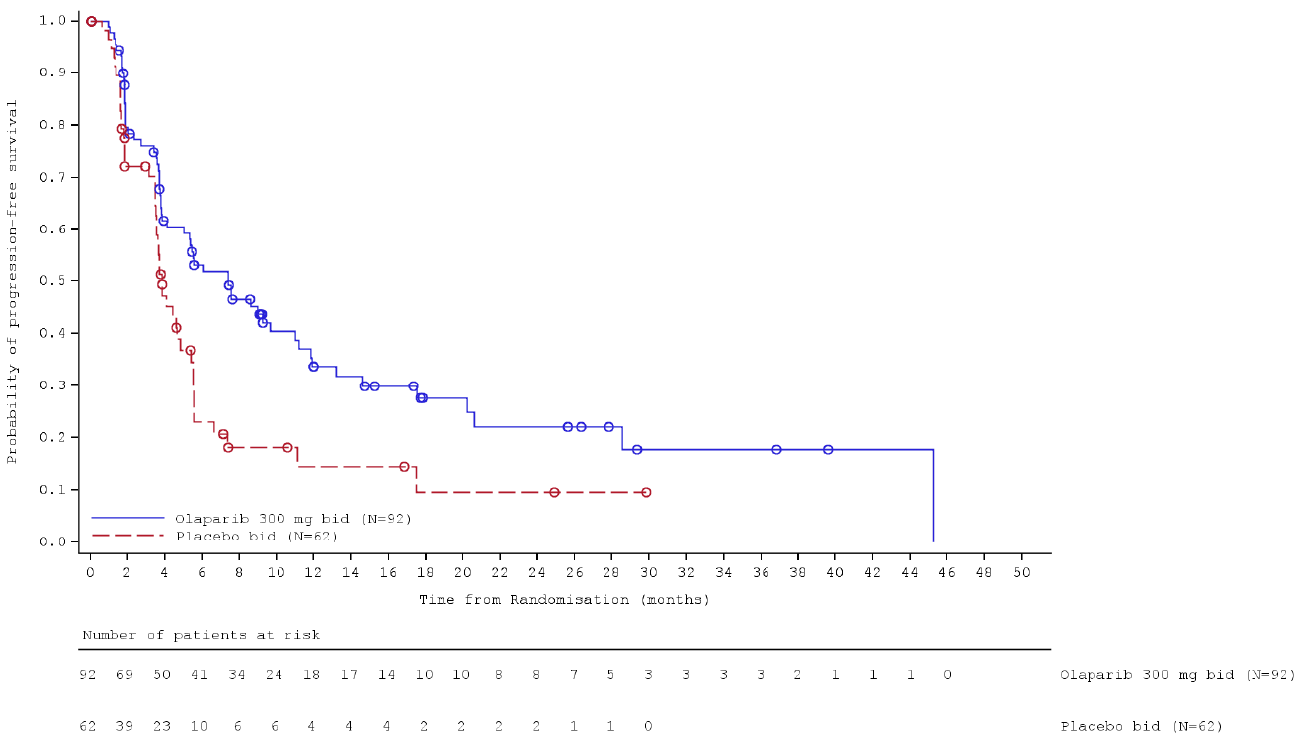 Probability of progression-free survival
1.0
0.9
0.8
0.7
0.6
0.5
0.4
0.3
0.2
0.1
0.0
Olaparib 300 mg bid (N=92)
Placebo bid (N=62)
0 2 4 6 8 10 12 14 16 18 20 22 24 26 28 30 32 34 36 38 40 42 44 46 48 50
Time from Randomisation (months)
Number of patients at risk
92 69 50 41 34 24 18 17 14 10 10 8 8 7 5 3 3 3 3 2 1 1 1 0 Olaparib 300 mg bid (N=92)
62 39 23 10 6 6 4 4 4 2 2 2 2 1 1 0 Placebo bid (N=62)